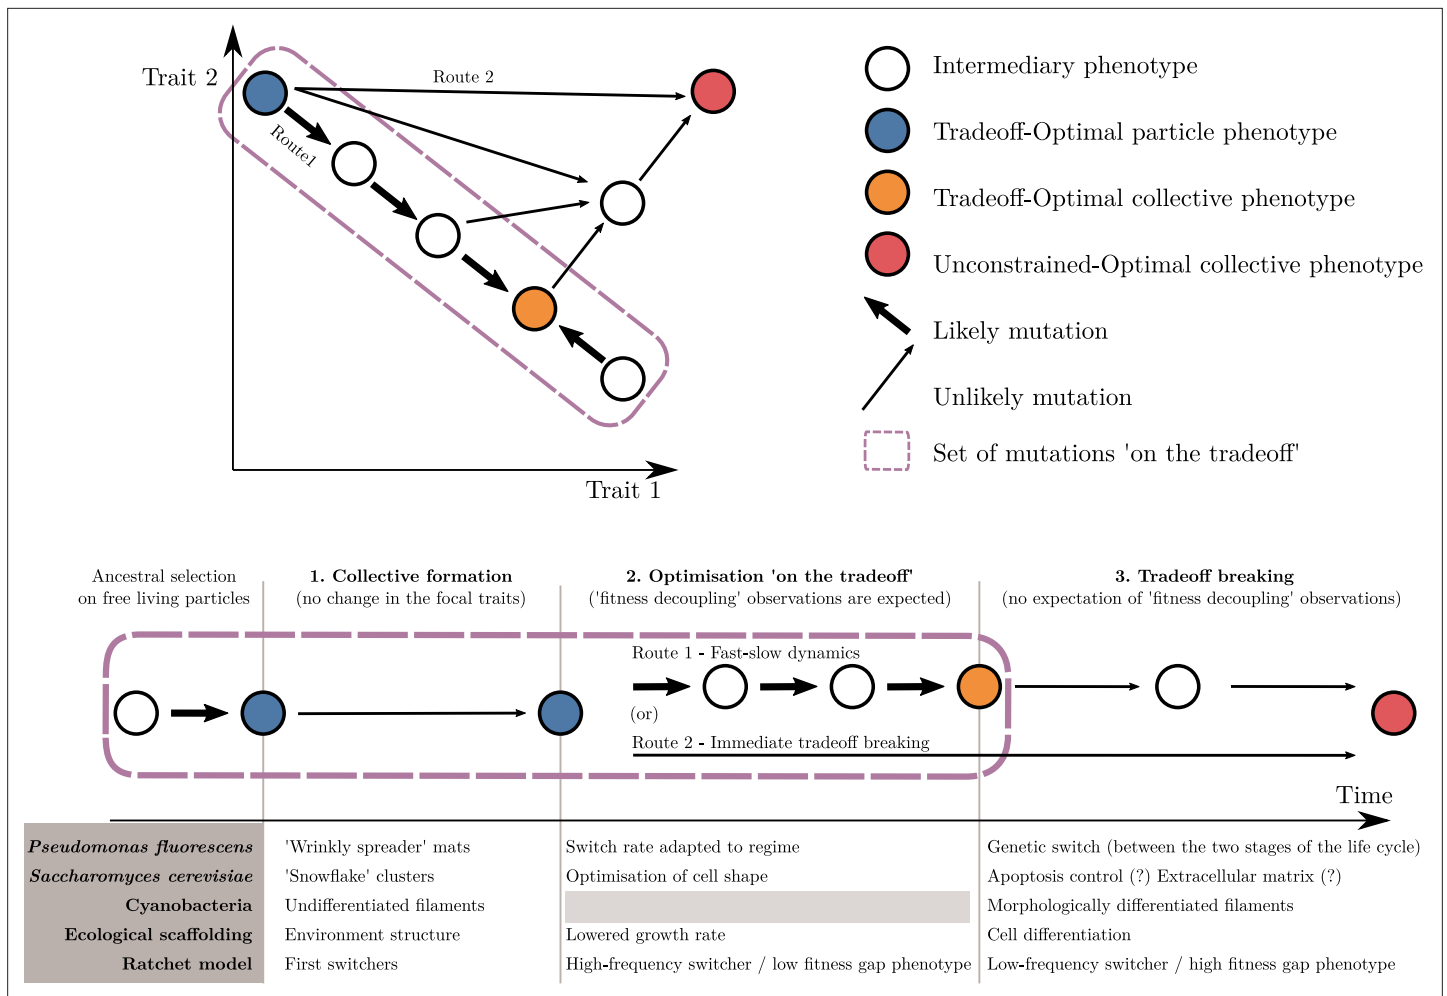 Trait 2
Route 2
Route1
Trait 1
Intermediary phenotype
Tradeoff-Optimal particle phenotype
Tradeoff-Optimal collective phenotype
Unconstrained-Optimal collective phenotype
Likely mutation
Unlikely mutation
Set of mutations 'on the tradeoff'
Ancestral selection
on free living particles
1. Collective formation
(no change in the focal traits)
2. Optimisation 'on the tradeoff'
('fitness decoupling' observations are expected)
3. Tradeoff breaking
(no expectation of 'fitness decoupling' observations)
Route 1 - Fast-slow dynamics
(or)
Route 2 - Immediate tradeoff breaking
Time
Pseudomonas fluorescens 'Wrinkly spreader' mats Switch rate adapted to regime Genetic switch (between the two stages of the life cycle)
Saccharomyces cerevisiae 'Snowflake' clusters Optimisation of cell shape Apoptosis control (?) Extracellular matrix (?)
Cyanobacteria Undifferentiated filaments Morphologically differentiated filaments
Ecological scaffolding Environment structure Lowered growth rate Cell differentiation
Ratchet model First switchers High-frequency switcher / low fitness gap phenotype Low-frequency switcher / high fitness gap phenotype